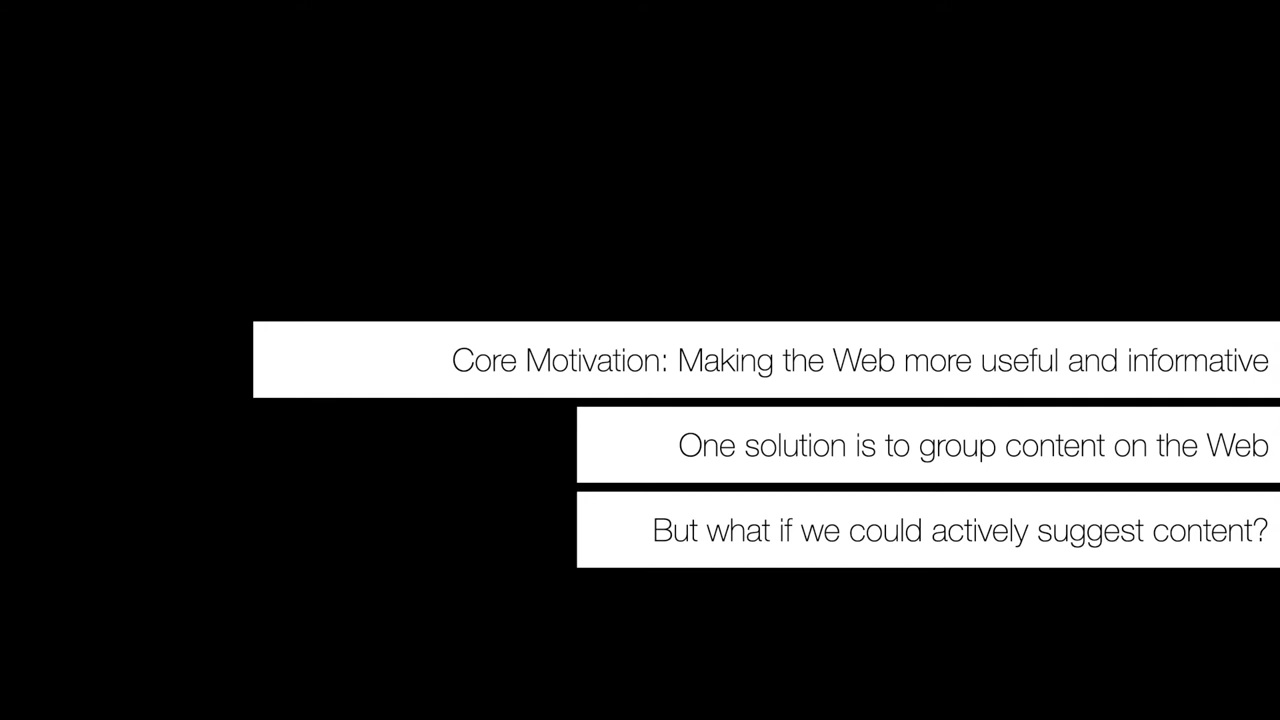 Core Motivation: Making the Web more useful and informative
One solution is to group content on the Web
But what if we could actively suggest content?